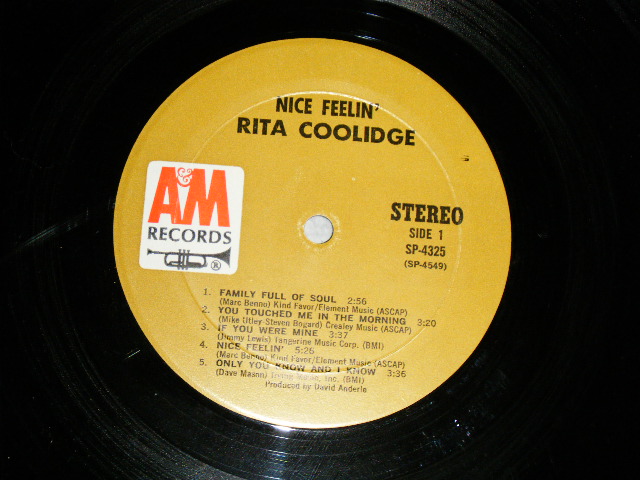 NICE FEELIN'
RITA COOLIDGE
A&M
RECORDS
®
STEREO
SIDE 1
SP-4325
(SP-4549)
1. FAMILY FULL OF SOUL 2:56
(Marc Benno) Kind Favor/Element Music (ASCAP)
2. YOU TOUCHED ME IN THE MORNING 3:20
(Mike Utley-Steven Bogard) Crealey Music (ASCAP)
3. IF YOU WERE MINE 3:37
(Jimmy Lewis) Tangerine Music Corp. (BMI)
4. NICE FEELIN' 5:26
(Marc Benno) Kind Favor/Element Music (ASCAP)
5. ONLY YOU KNOW AND I KNOW 3:36
(Dave Mason) Irving Music, Inc. (BMI)
Produced by David Anderle